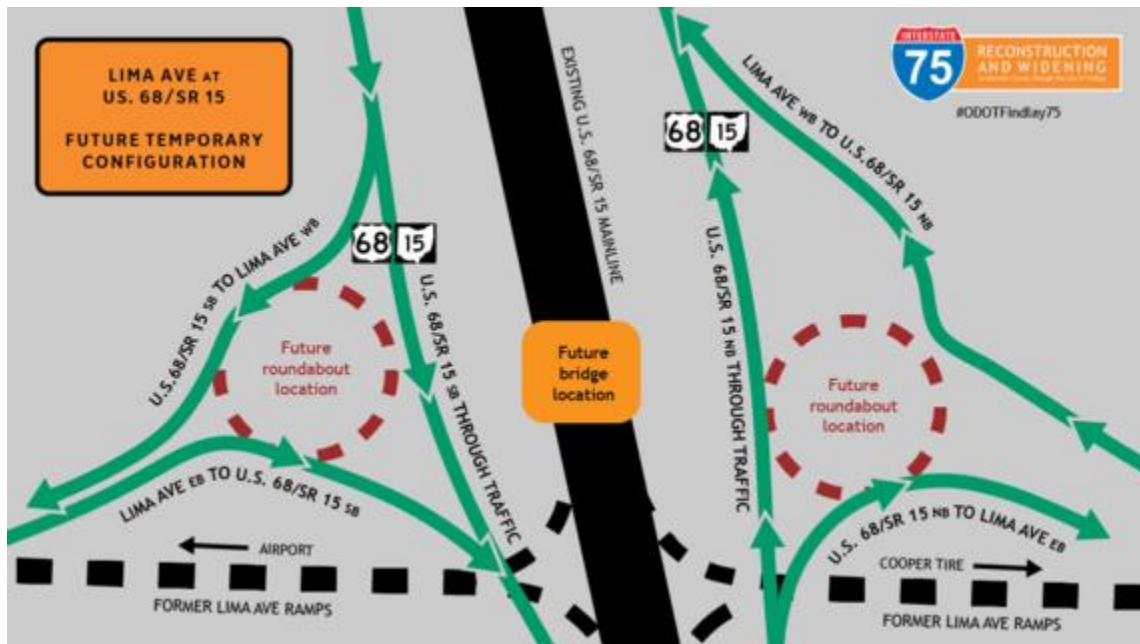 LIMA AVE AT
US. 68/SR 15
FUTURE TEMPORARY
CONFIGURATION
INTERSTATE
75
RECONSTRUCTION
AND WIDENING
#ODOTFindlay75
EXISTING U.S. 68/SR 15 MAINLINE
68 15
68 15
LIMA AVE WB TO U.S.68/SR 15 NB
U.S.68/SR 15 SB TO LIMA AVE WB
U.S. 68/SR 15 SB THROUGH TRAFFIC
U.S. 68/SR 15 NB THROUGH TRAFFIC
Future
roundabout
location
Future
bridge
location
Future
roundabout
location
LIMA AVE EB TO U.S. 68/SR 15 SB
U.S. 68/SR 15 NB TO LIMA AVE EB
AIRPORT
COOPER TIRE
FORMER LIMA AVE RAMPS
FORMER LIMA AVE RAMPS